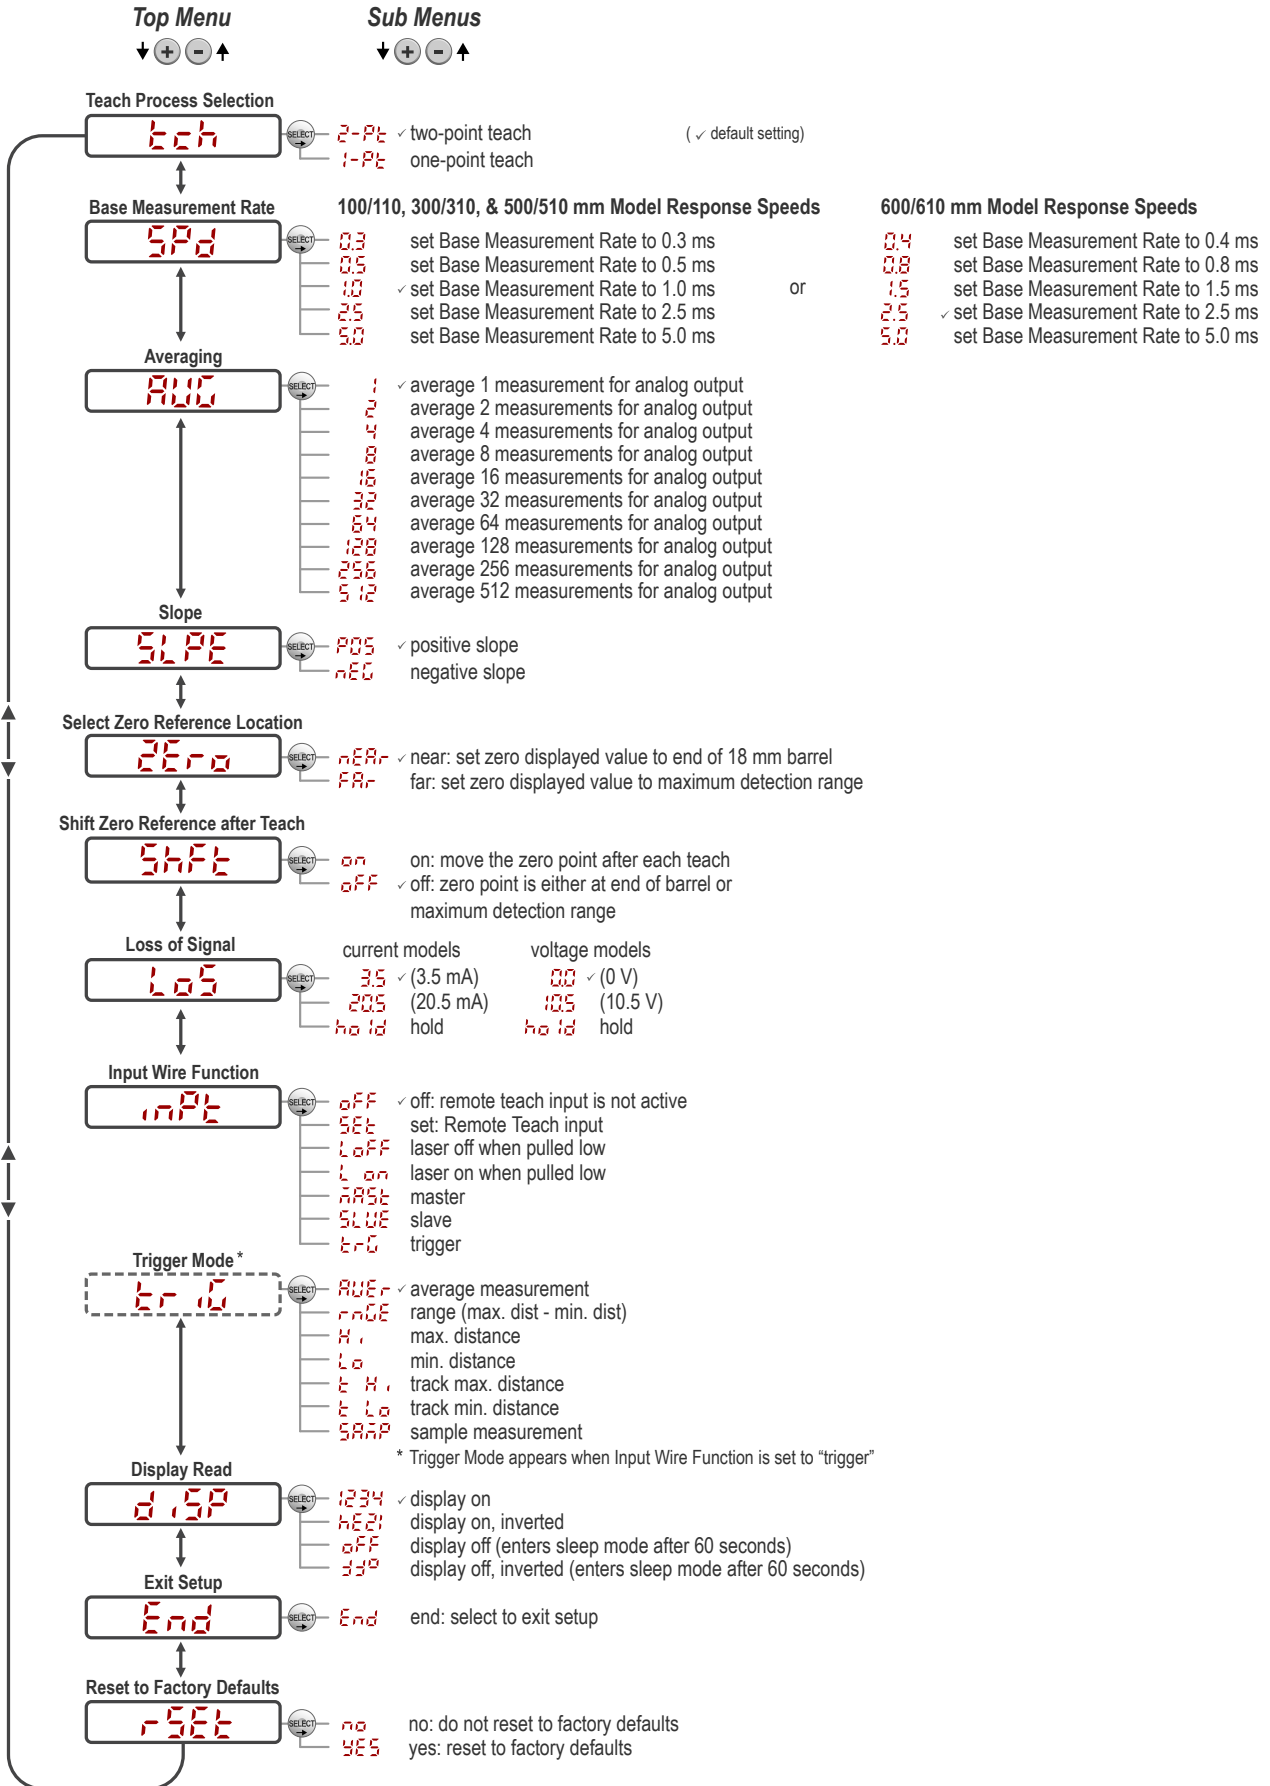 Top Menu Sub Menus
+ - + -
Teach Process Selection
tch SELECT 2-Pt ✓ two-point teach ( ✓ default setting)
1-Pt one-point teach
Base Measurement Rate 100/110, 300/310, & 500/510 mm Model Response Speeds 600/610 mm Model Response Speeds
SPd SELECT 0.3 set Base Measurement Rate to 0.3 ms 0.4 set Base Measurement Rate to 0.4 ms
0.5 set Base Measurement Rate to 0.5 ms 0.8 set Base Measurement Rate to 0.8 ms
1.0 ✓ set Base Measurement Rate to 1.0 ms or 1.5 set Base Measurement Rate to 1.5 ms
2.5 set Base Measurement Rate to 2.5 ms 2.5 ✓ set Base Measurement Rate to 2.5 ms
5.0 set Base Measurement Rate to 5.0 ms 5.0 set Base Measurement Rate to 5.0 ms
Averaging
AVG SELECT 1 ✓ average 1 measurement for analog output
2 average 2 measurements for analog output
4 average 4 measurements for analog output
8 average 8 measurements for analog output
16 average 16 measurements for analog output
32 average 32 measurements for analog output
64 average 64 measurements for analog output
128 average 128 measurements for analog output
256 average 256 measurements for analog output
512 average 512 measurements for analog output
Slope
SLPE SELECT POS ✓ positive slope
nEG negative slope
Select Zero Reference Location
ZEro SELECT nEAr ✓ near: set zero displayed value to end of 18 mm barrel
FAr far: set zero displayed value to maximum detection range
Shift Zero Reference after Teach
ShFt SELECT on on: move the zero point after each teach
oFF ✓ off: zero point is either at end of barrel or
maximum detection range
Loss of Signal current models voltage models
LoS SELECT 3.5 ✓ (3.5 mA) 0.0 ✓ (0 V)
20.5 (20.5 mA) 10.5 (10.5 V)
hold hold hold hold
Input Wire Function
inPt SELECT oFF ✓ off: remote teach input is not active
SEt set: Remote Teach input
LoFF laser off when pulled low
L on laser on when pulled low
mASt master
SLVE slave
trG trigger
Trigger Mode *
triG SELECT AVEr ✓ average measurement
rnGE range (max. dist - min. dist)
Hi max. distance
Lo min. distance
t Hi track max. distance
t Lo track min. distance
SAmP sample measurement
* Trigger Mode appears when Input Wire Function is set to “trigger”
Display Read
diSP SELECT 1234 ✓ display on
hEZ1 display on, inverted
oFF display off (enters sleep mode after 60 seconds)
display off, inverted (enters sleep mode after 60 seconds)
Exit Setup
End SELECT End end: select to exit setup
Reset to Factory Defaults
rSEt SELECT no no: do not reset to factory defaults
YES yes: reset to factory defaults